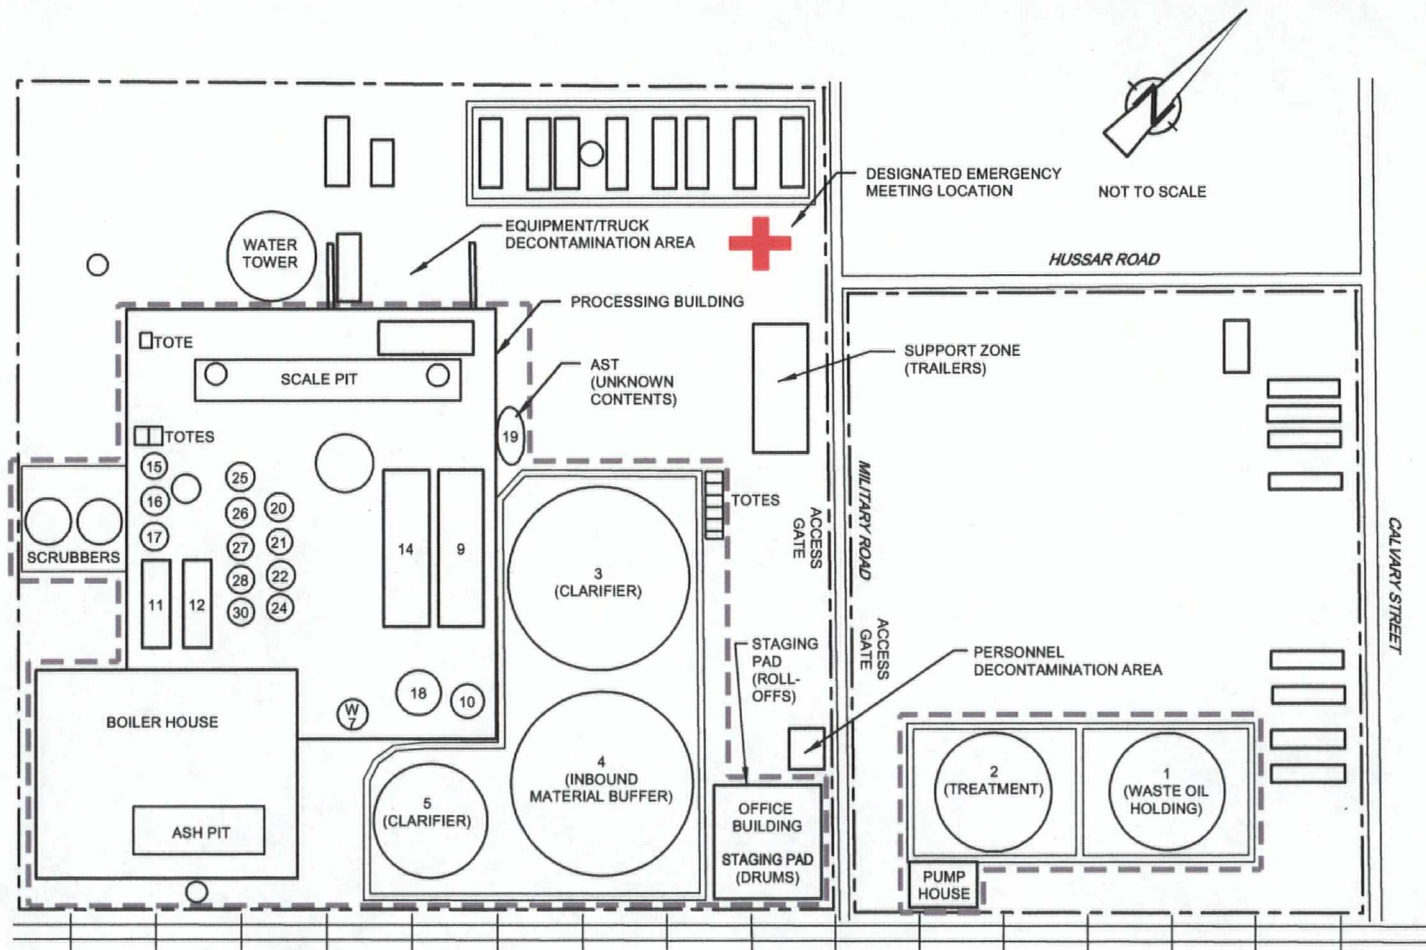 N
NOT TO SCALE
DESIGNATED EMERGENCY
MEETING LOCATION
HUSSAR ROAD
EQUIPMENT/TRUCK
DECONTAMINATION AREA
WATER
TOWER
PROCESSING BUILDING
TOTE
SCALE PIT
AST
(UNKNOWN
CONTENTS)
SUPPORT ZONE
(TRAILERS)
19
TOTES
15
16
17
25
26
27
28
30
20
21
22
24
SCRUBBERS
11
12
14
9
3
(CLARIFIER)
TOTES
ACCESS
GATE
MILITARY ROAD
CALVARY STREET
ACCESS
GATE
STAGING
PAD
(ROLL-
OFFS)
PERSONNEL
DECONTAMINATION AREA
18
10
W
7
BOILER HOUSE
ASH PIT
4
(INBOUND
MATERIAL BUFFER)
5
(CLARIFIER)
OFFICE
BUILDING
STAGING PAD
(DRUMS)
2
(TREATMENT)
1
(WASTE OIL
HOLDING)
PUMP
HOUSE